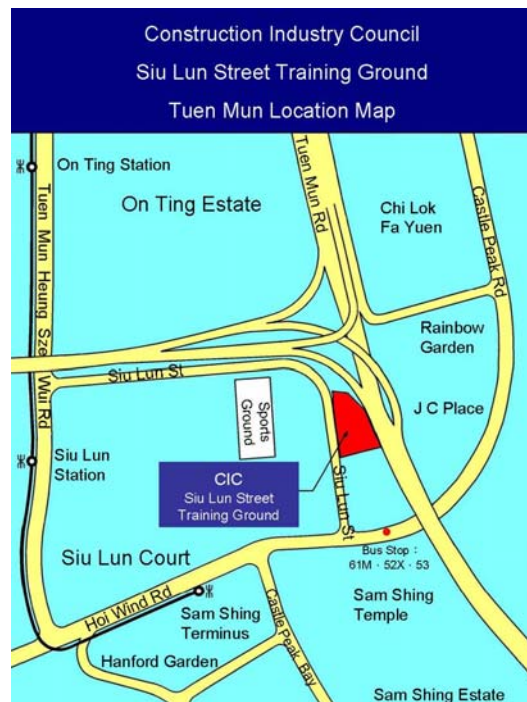 Construction Industry Council
Siu Lun Street Training Ground
Tuen Mun Location Map
On Ting Station
On Ting Estate
Tuen Mun Rd
Chi Lok
Fa Yuen
Castle Peak Rd
Tuen Mun Heung Sze Wui Rd
Rainbow
Garden
Siu Lun St
Sports
Ground
J C Place
Siu Lun
Station
CIC
Siu Lun Street
Training Ground
Siu Lun St
Siu Lun Court
Bus Stop :
61M · 52X · 53
Hoi Wind Rd
Sam Shing
Temple
Sam Shing
Terminus
Castle Peak Bay
Hanford Garden
Sam Shing Estate